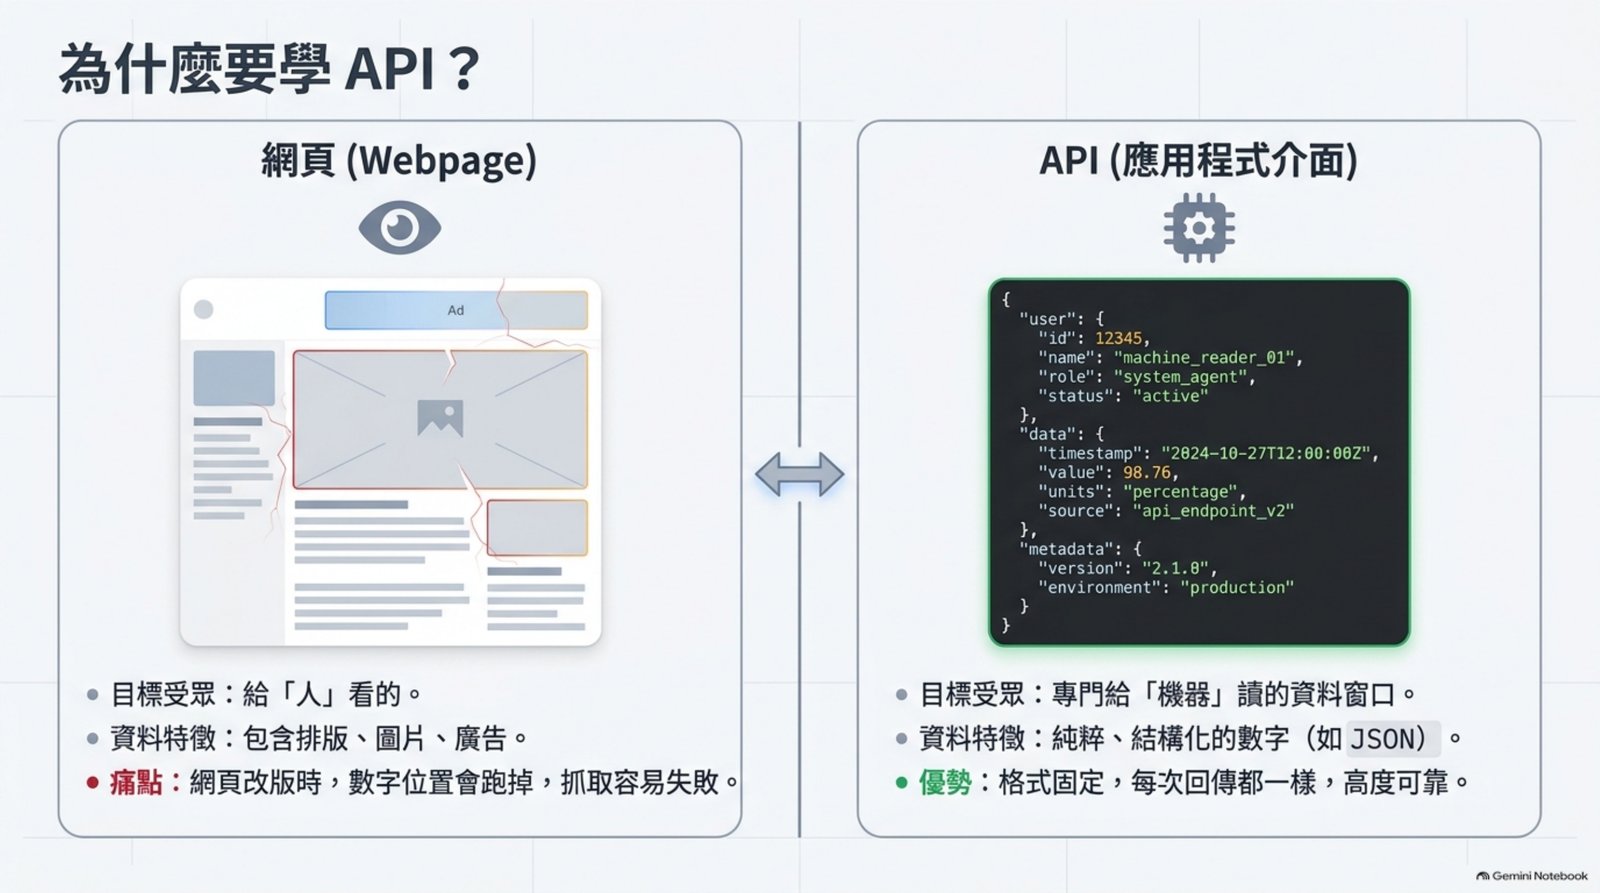 為什麼要學 API？
網頁 (Webpage)
Ad
目標受眾：給「人」看的。
資料特徵：包含排版、圖片、廣告。
痛點：網頁改版時，數字位置會跑掉，抓取容易失敗。
API (應用程式介面)
{
"user": {
"id": 12345,
"name": "machine_reader_01",
"role": "system_agent",
"status": "active"
},
"data": {
"timestamp": "2024-10-27T12:00:00Z",
"value": 98.76,
"units": "percentage",
"source": "api_endpoint_v2"
},
"metadata": {
"version": "2.1.0",
"environment": "production"
}
}
目標受眾：專門給「機器」讀的資料窗口。
資料特徵：純粹、結構化的數字（如 JSON）。
優勢：格式固定，每次回傳都一樣，高度可靠。
Gemini Notebook